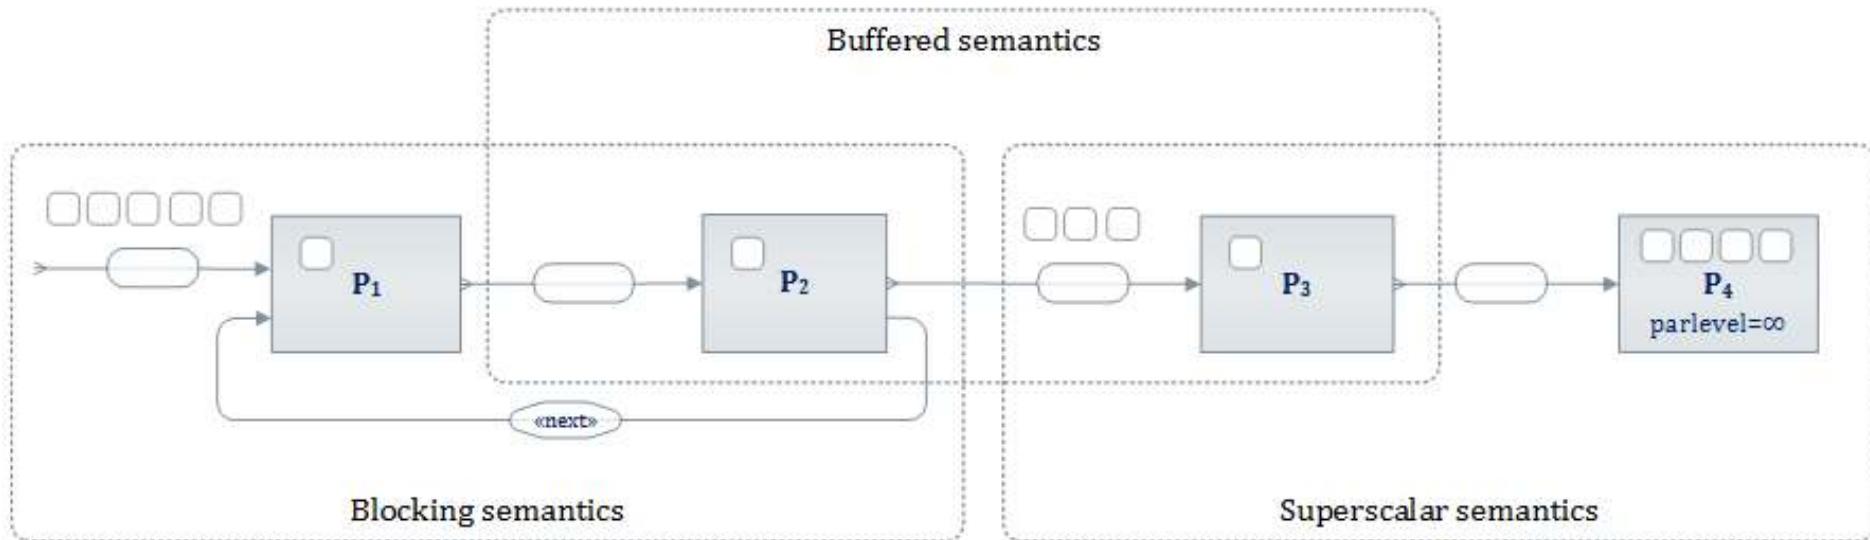 Buffered semantics
P₁
P₂
P₃
P₄
parlevel=∞
«next»
Blocking semantics
Superscalar semantics